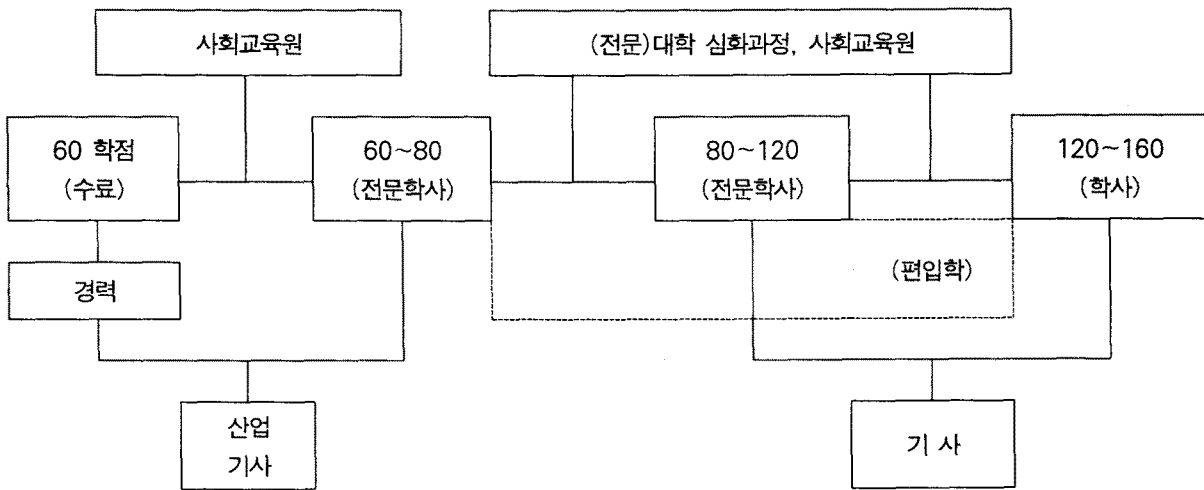 사회교육원
(전문)대학 심화과정, 사회교육원
60 학점
(수료)
60~80
(전문학사)
80~120
(전문학사)
120~160
(학사)
경력
(편입학)
산업
기사
기 사